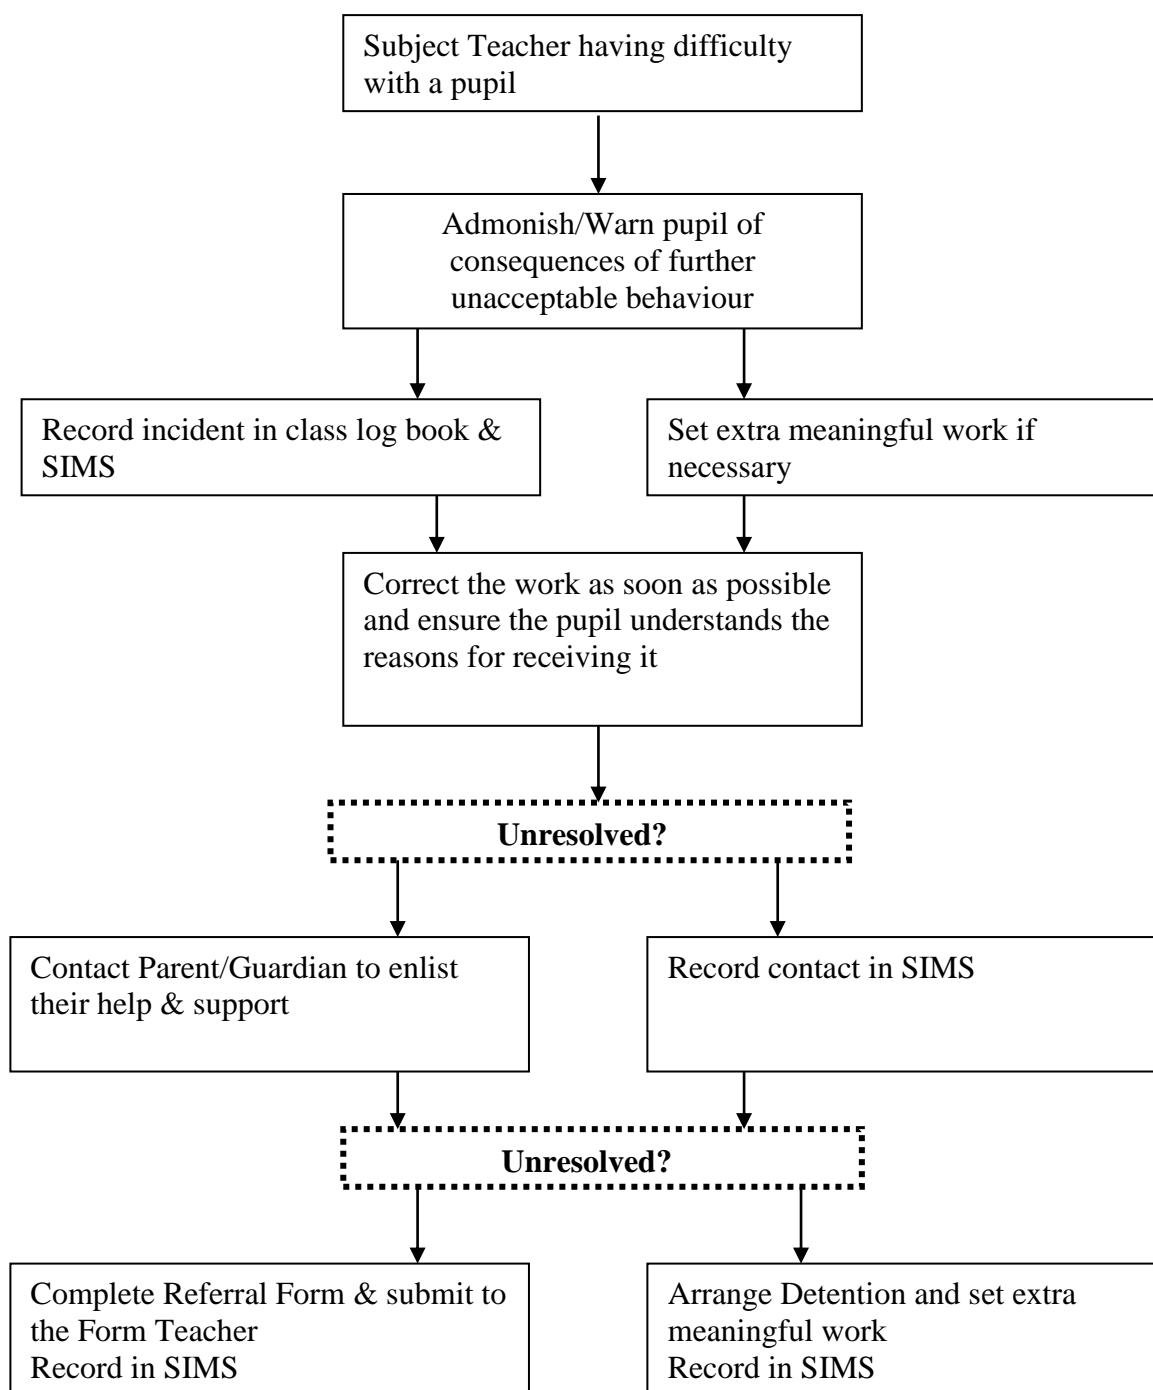 Subject Teacher having difficulty
with a pupil
Admonish/Warn pupil of
consequences of further
unacceptable behaviour
Record incident in class log book &
SIMS
Set extra meaningful work if
necessary
Correct the work as soon as possible
and ensure the pupil understands the
reasons for receiving it
Unresolved?
Contact Parent/Guardian to enlist
their help & support
Record contact in SIMS
Unresolved?
Complete Referral Form & submit to
the Form Teacher
Record in SIMS
Arrange Detention and set extra
meaningful work
Record in SIMS